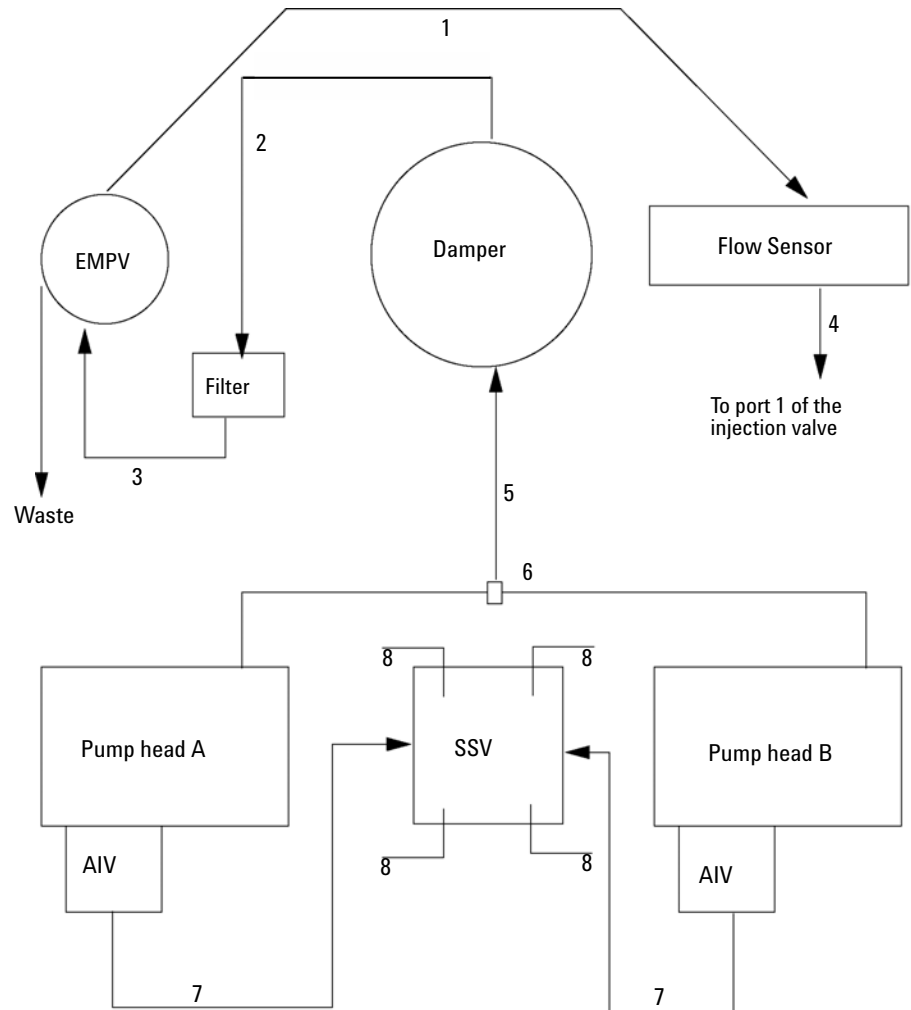 1
2
EMPV
Damper
Flow Sensor
4
Filter
To port 1 of the
injection valve
3
5
Waste
6
8
8
Pump head A
SSV
Pump head B
8
8
AIV
AIV
7
7